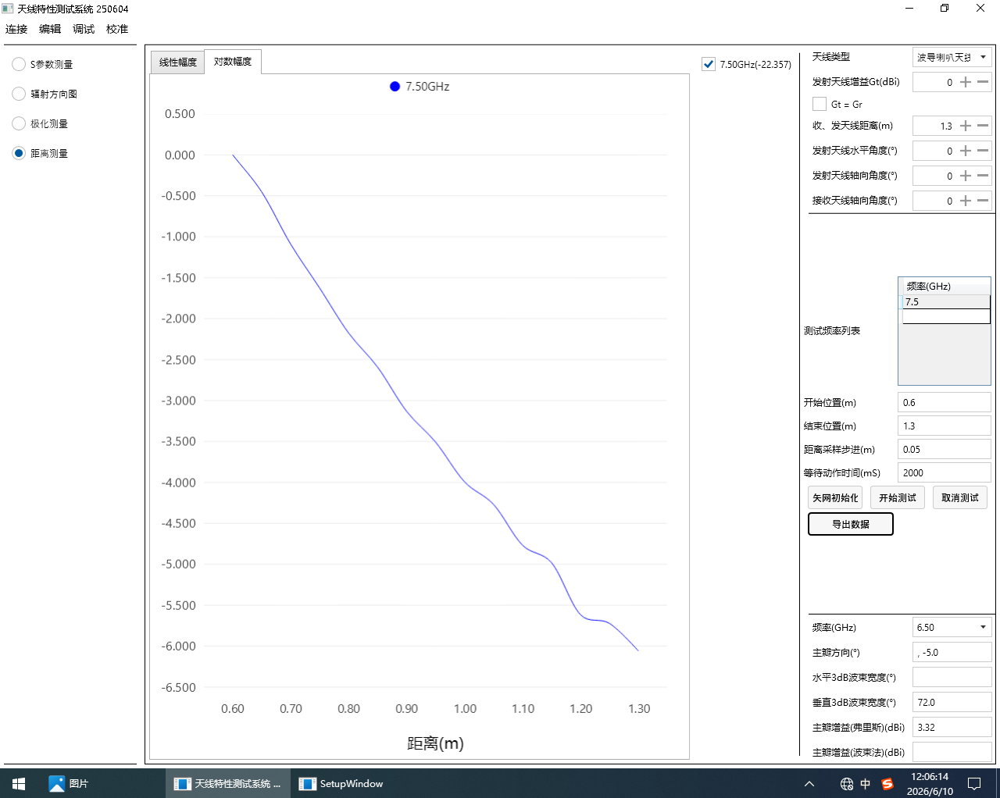 天线特性测试系统 250604
连接 编辑 调试 校准
S参数测量
辐射方向图
极化测量
距离测量
线性幅度 对数幅度
7.50GHz
7.50GHz(-22.357)
0.500
0.000
-0.500
-1.000
-1.500
-2.000
-2.500
-3.000
-3.500
-4.000
-4.500
-5.000
-5.500
-6.000
-6.500
0.60 0.70 0.80 0.90 1.00 1.10 1.20 1.30
距离(m)
天线类型 波导喇叭天线
发射天线增益Gt(dBi) 0
Gt = Gr
收、发天线距离(m) 1.3
发射天线水平角度(°) 0
发射天线轴向角度(°) 0
接收天线轴向角度(°) 0
频率(GHz)
7.5
测试频率列表
开始位置(m) 0.6
结束位置(m) 1.3
距离采样步进(m) 0.05
等待动作时间(mS) 2000
矢网初始化 开始测试 取消测试
导出数据
频率(GHz) 6.50
主瓣方向(°) , -5.0
水平3dB波束宽度(°)
垂直3dB波束宽度(°) 72.0
主瓣增益(弗里斯)(dBi) 3.32
主瓣增益(波束法)(dBi)
图片 天线特性测试系统 ... SetupWindow 中 S 12:06:14
2026/6/10